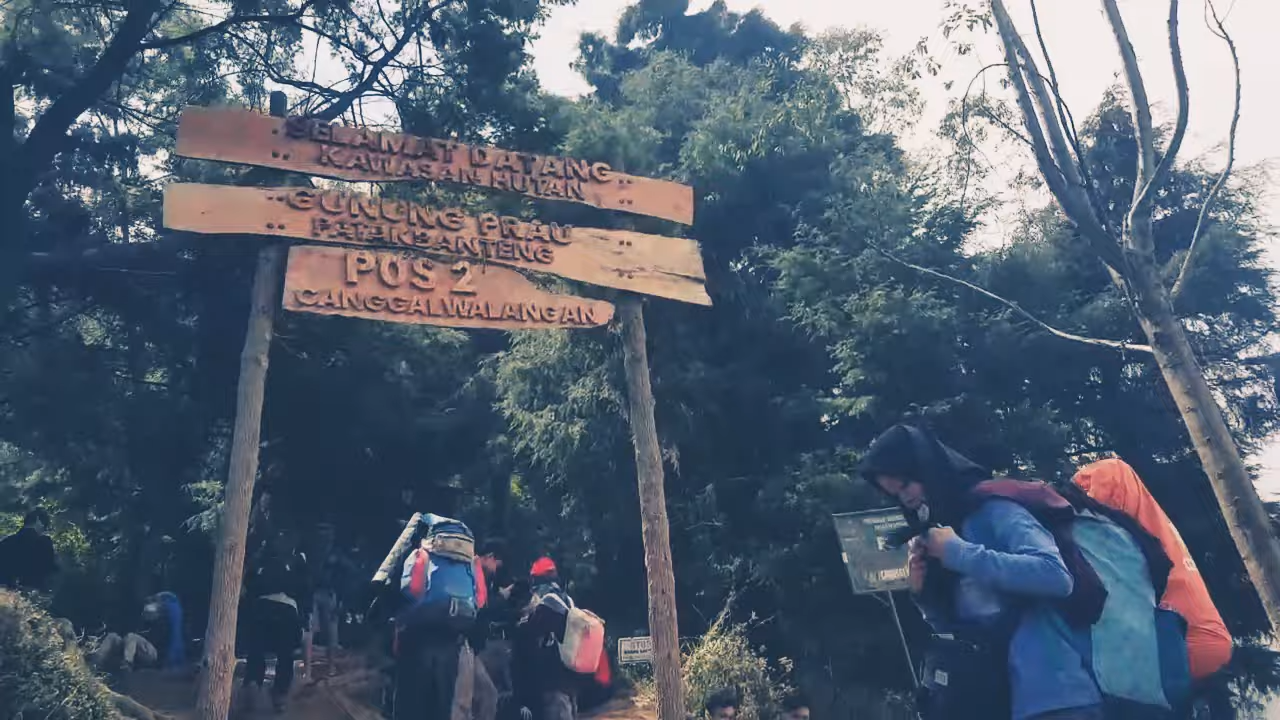 SELAMAT DATANG
KAWASAN HUTAN
GUNUNG PRAU
PATAKBANTENG
POS 2
CANGGALWALANGAN